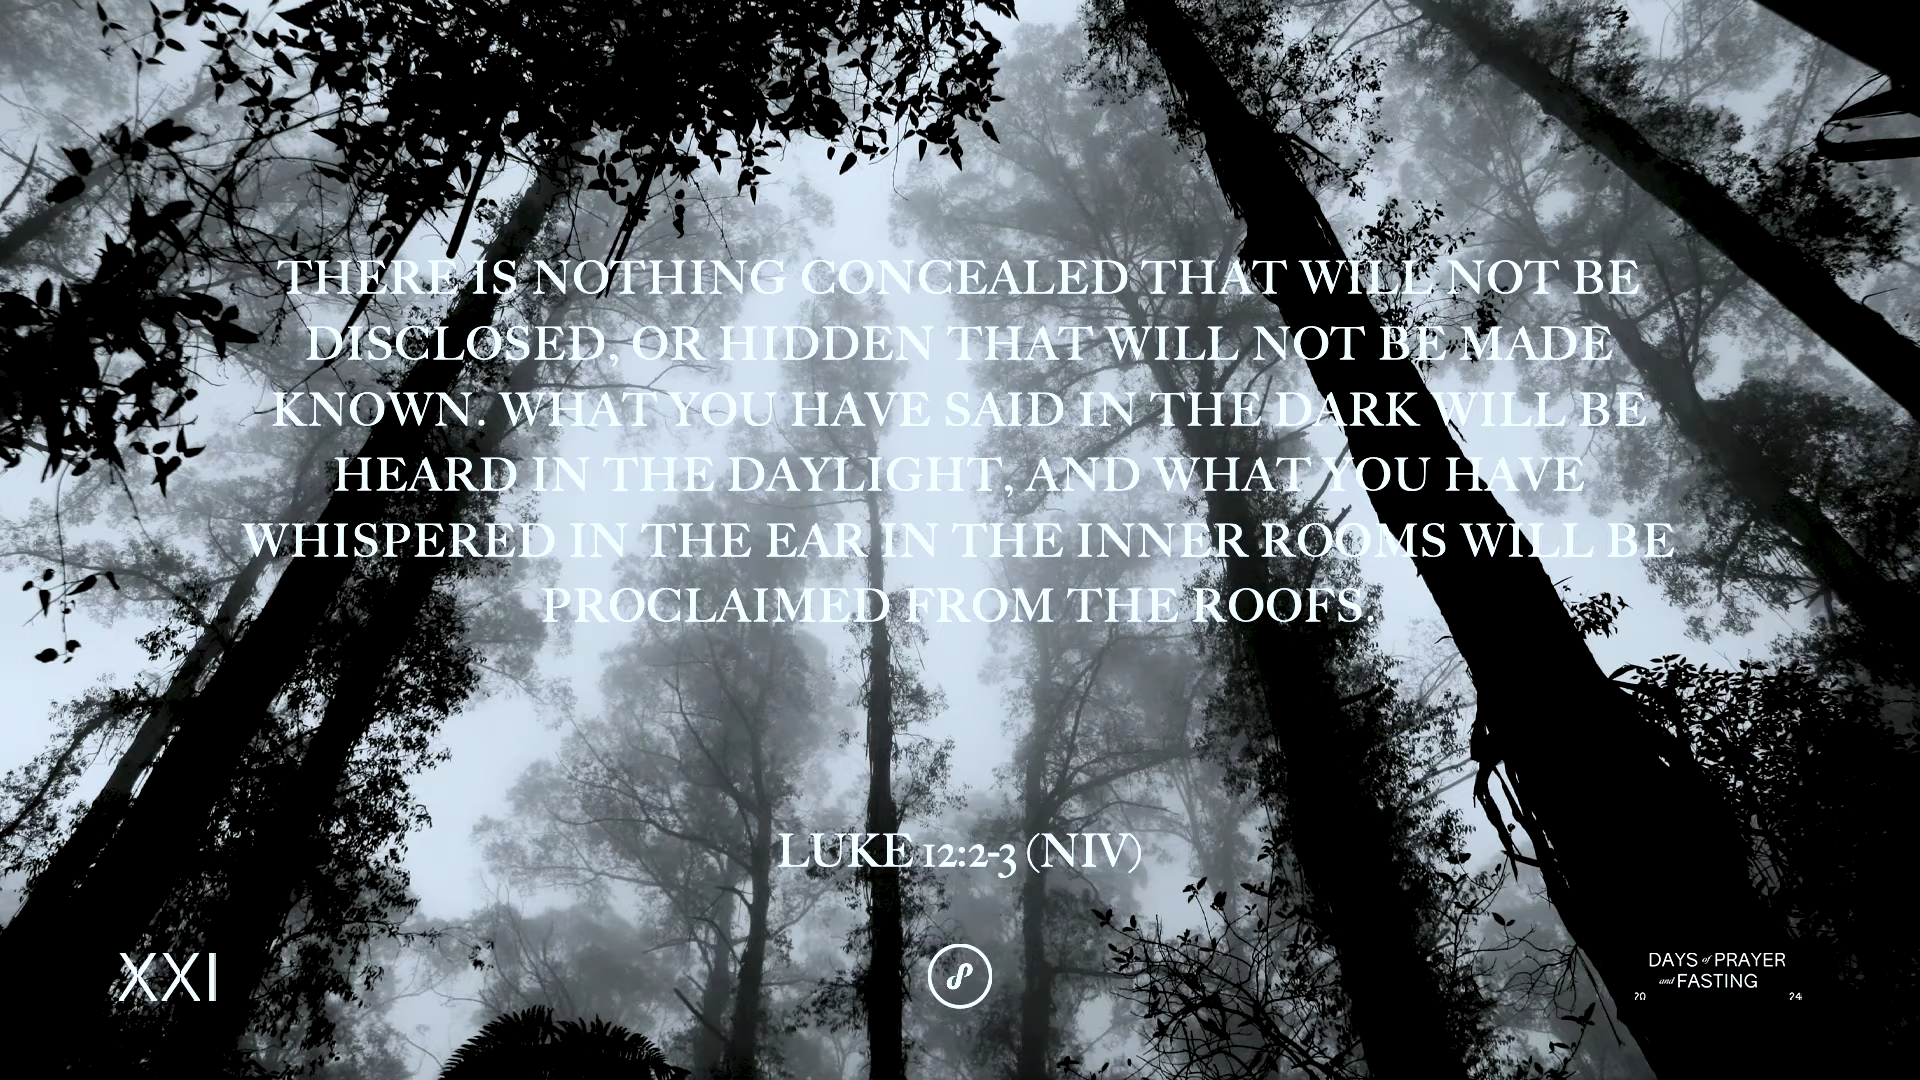 THERE IS NOTHING CONCEALED THAT WILL NOT BE
DISCLOSED, OR HIDDEN THAT WILL NOT BE MADE
KNOWN. WHAT YOU HAVE SAID IN THE DARK WILL BE
HEARD IN THE DAYLIGHT, AND WHAT YOU HAVE
WHISPERED IN THE EAR IN THE INNER ROOMS WILL BE
PROCLAIMED FROM THE ROOFS.
LUKE 12:2-3 (NIV)
XXI
DAYS of PRAYER
and FASTING
20 24